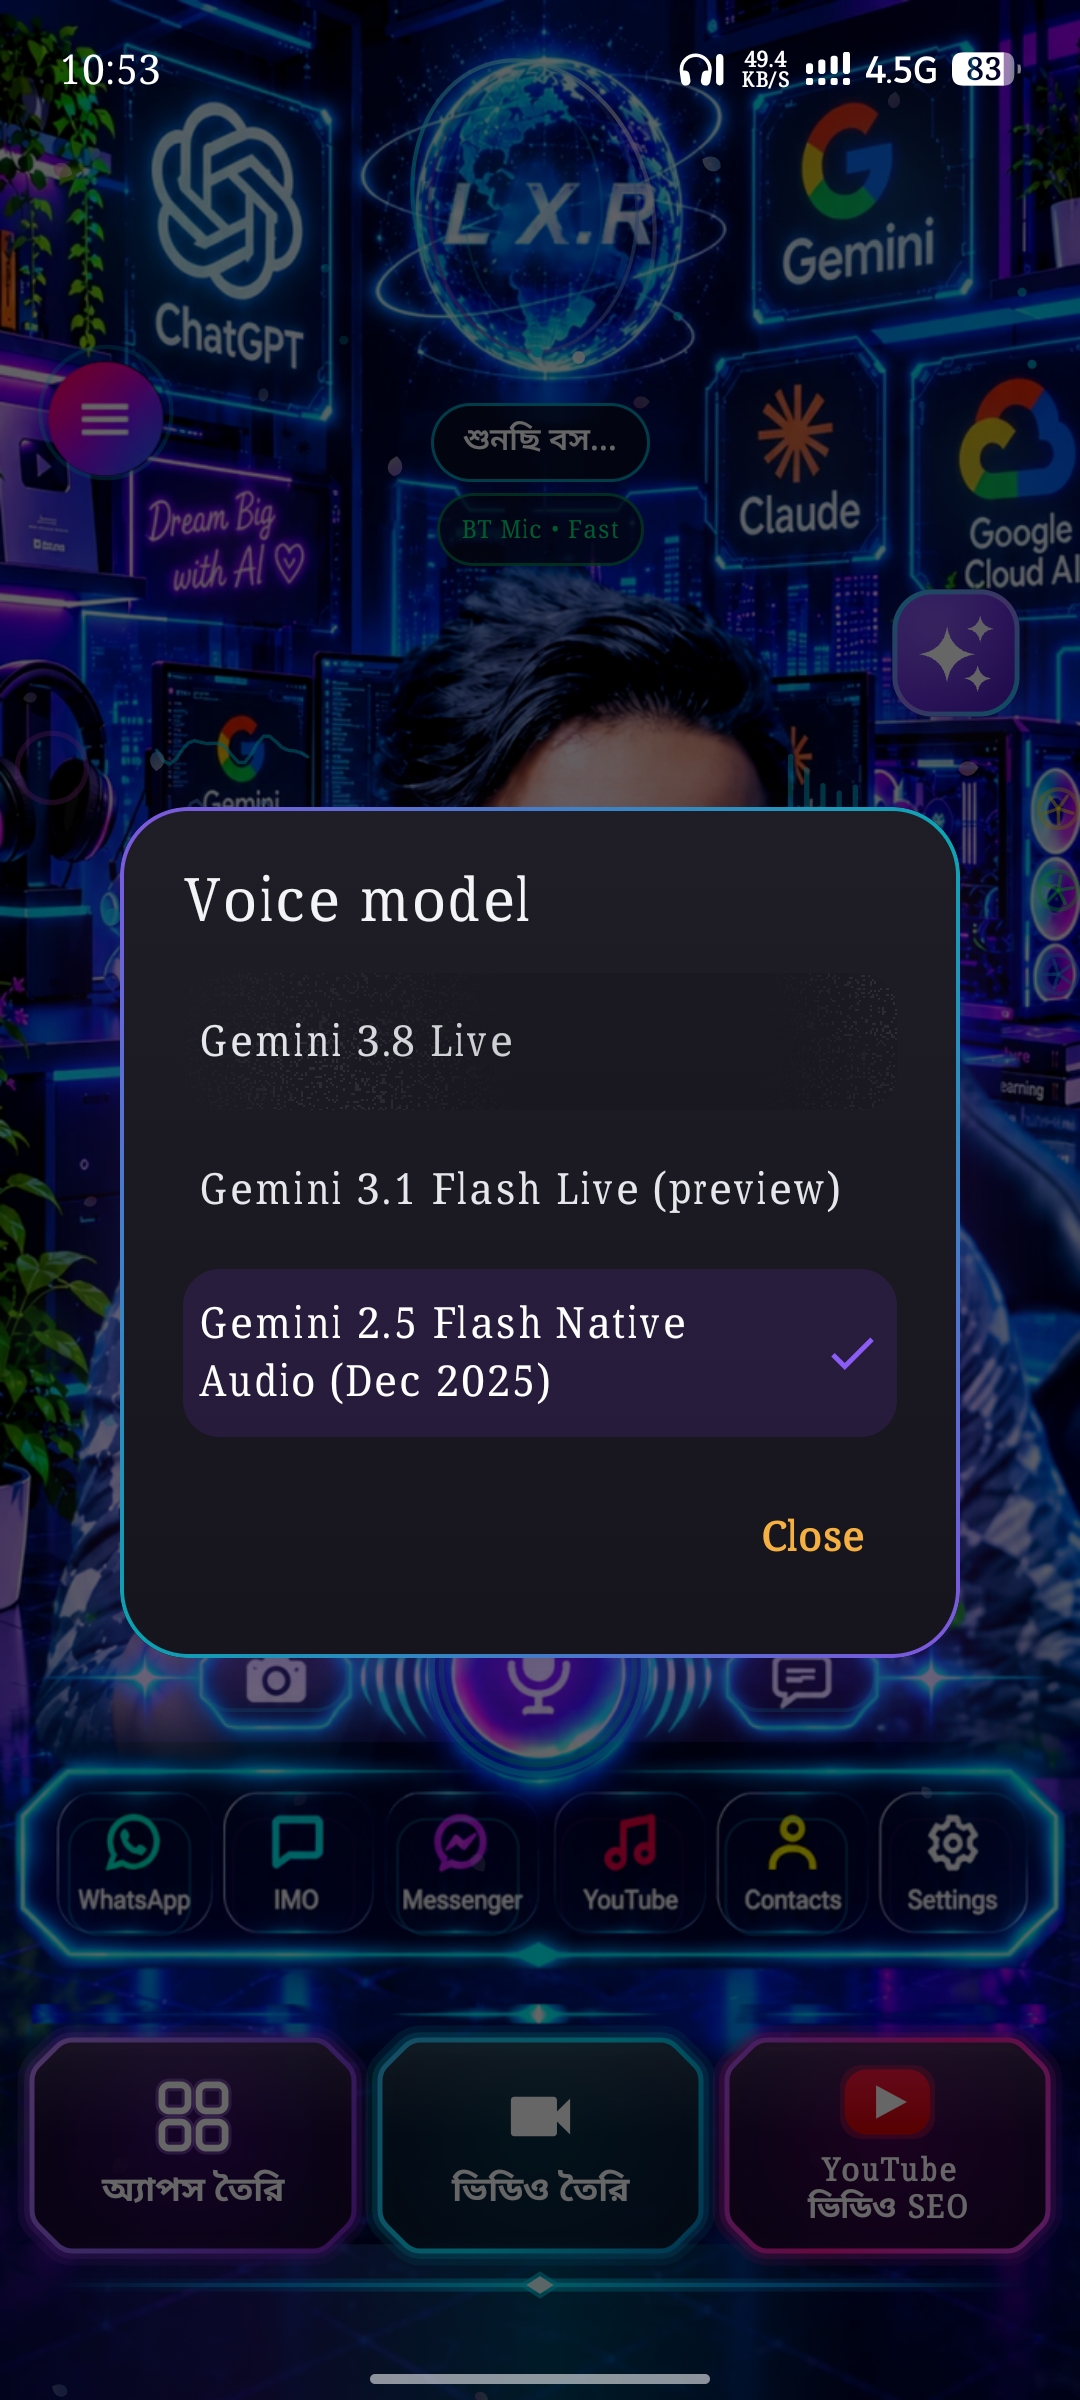 10:53
49.4
KB/S
4.5G
83
ChatGPT
L X.R
Gemini
শুনছি বস...
BT Mic • Fast
Claude
Google
Cloud AI
Dream Big
with AI
Gemini
Voice model
Gemini 3.8 Live
Gemini 3.1 Flash Live (preview)
Gemini 2.5 Flash Native
Audio (Dec 2025)
Close
WhatsApp
IMO
Messenger
YouTube
Contacts
Settings
অ্যাপস তৈরি
ভিডিও তৈরি
YouTube
ভিডিও SEO